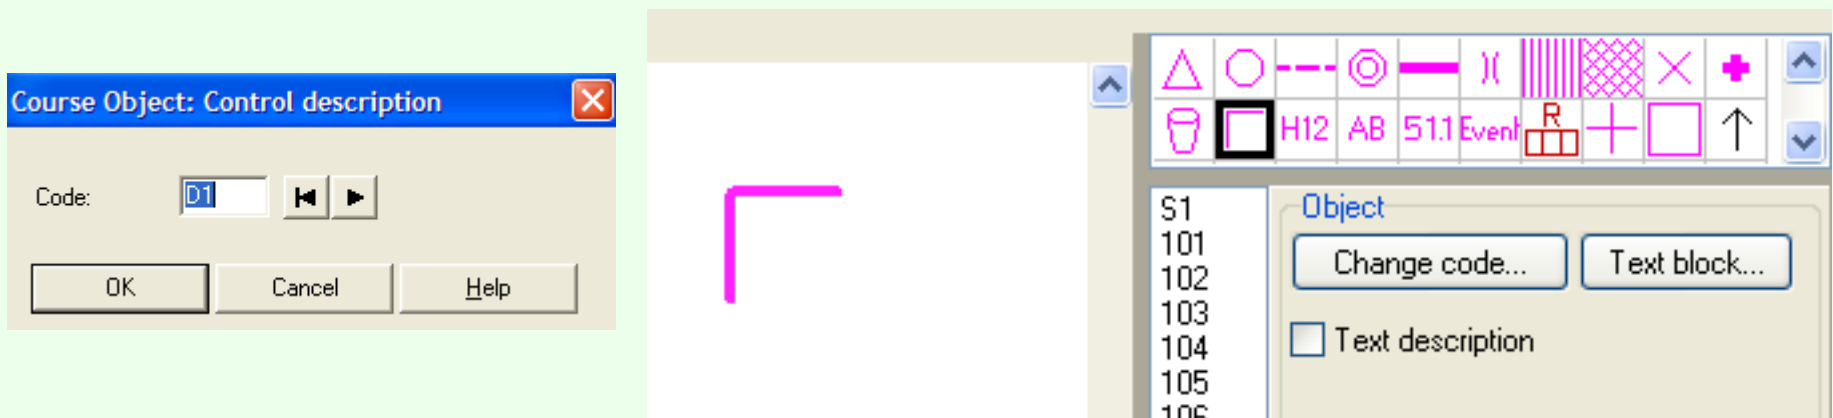 Course Object: Control description
Code: D1
OK Cancel Help
R
H12 AB 51.1 Event
S1
101
102
103
104
105
106
Object
Change code... Text block...
Text description